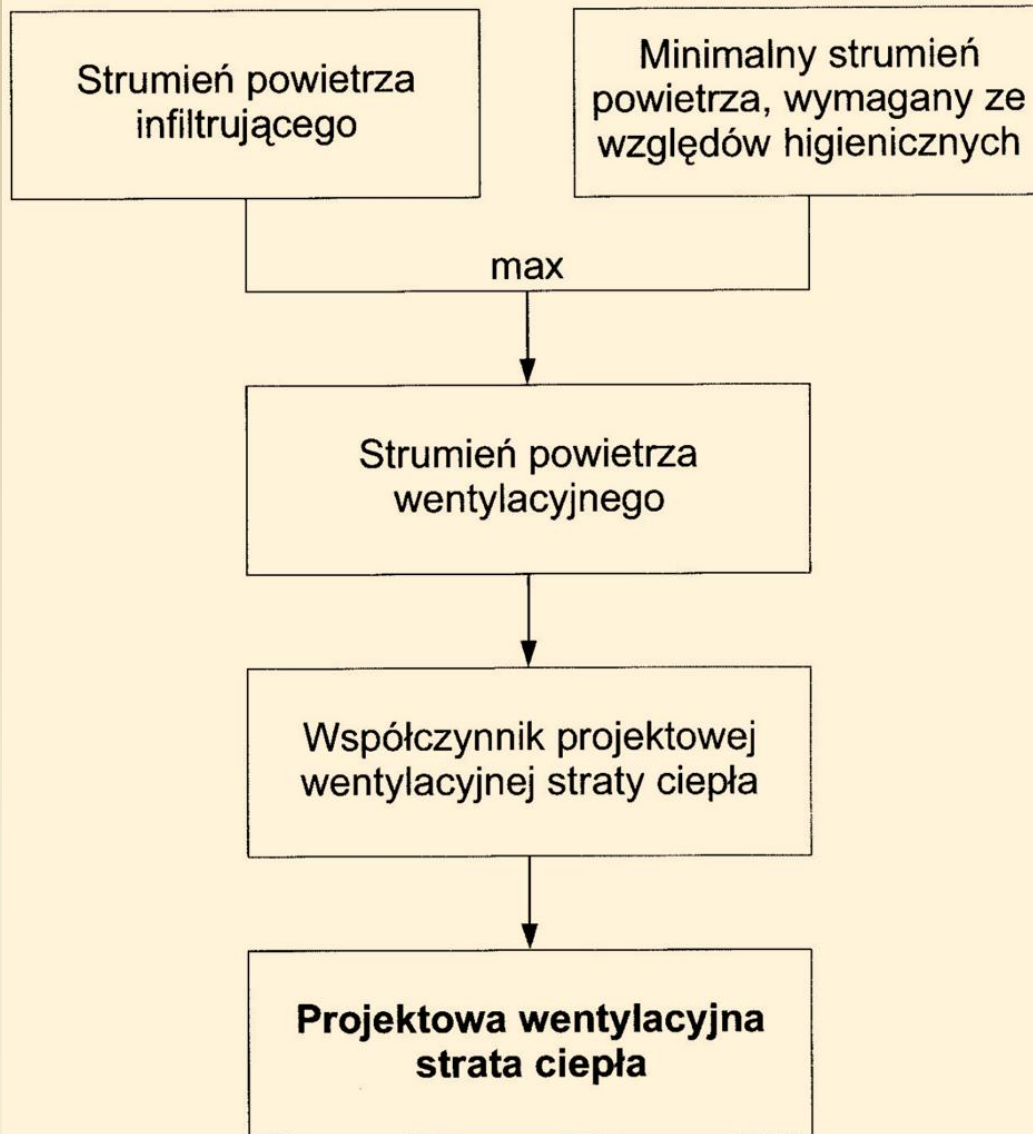 Strumień powietrza
infiltrującego
Minimalny strumień
powietrza, wymagany ze
względów higienicznych
max
Strumień powietrza
wentylacyjnego
Współczynnik projektowej
wentylacyjnej straty ciepła
Projektowa wentylacyjna
strata ciepła